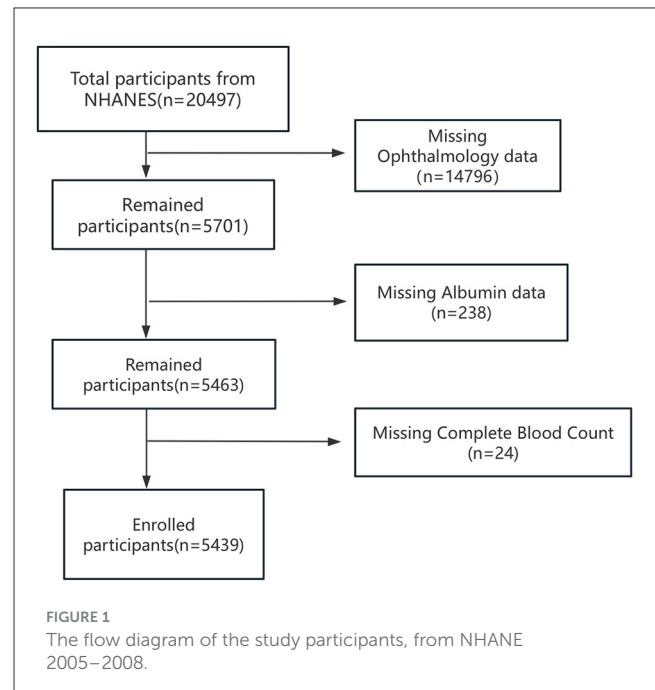 Total participants from
NHANES(n=20497)
Missing
Ophthalmology data
(n=14796)
Remained
participants(n=5701)
Missing Albumin data
(n=238)
Remained
participants(n=5463)
Missing Complete Blood Count
(n=24)
Enrolled
participants(n=5439)
FIGURE 1
The flow diagram of the study participants, from NHANE
2005–2008.